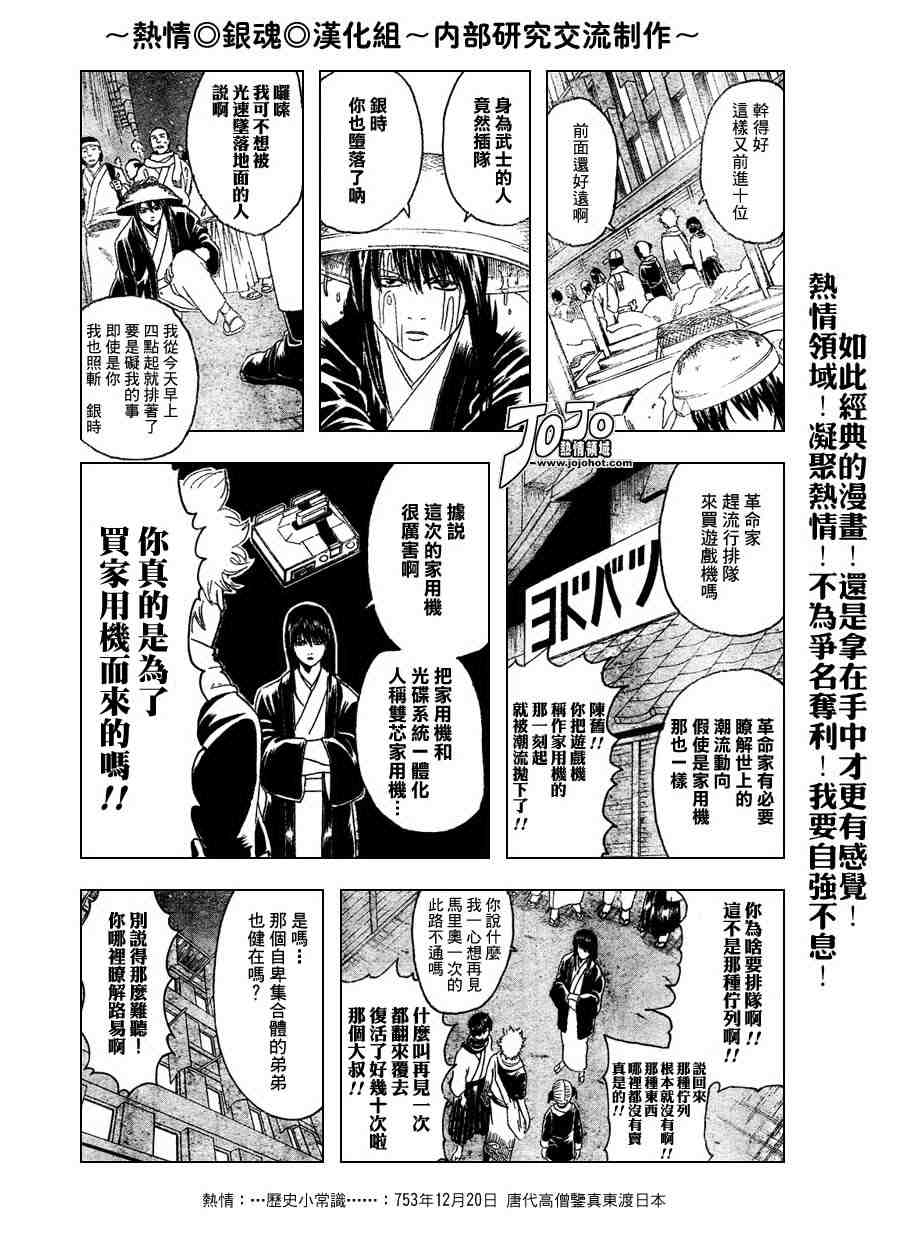 ～熱情◎銀魂◎漢化組～内部研究交流制作～
幹得好
這樣又前進十位
前面還好遠啊
身為武士的人
竟然插隊
銀時
你也墮落了吶
囉嗦
我可不想被
光速墜落地面的人
説啊
我從今天早上
四點起就排著了
要是礙我的事
即使是你
我也照斬 銀時
如此經典的漫畫！還是拿在手中才更有感覺！
熱情領域！凝聚熱情！不為爭名奪利！我要自強不息！
JOJO
熱情領域
-www.jojohot.com-
革命家
趕流行排隊
來買遊戲機嗎
ヨドバツ
革命家有必要
瞭解世上的
潮流動向
假使是家用機
那也一樣
陳舊!!
你把遊戲機
稱作家用機的
那一刻起
就被潮流拋下了!!
據説
這次的家用機
很厲害啊
把家用機和
光碟系統一體化
人稱雙芯家用機…
你真的是為了
買家用機而來的嗎!!
你為啥要排隊啊!!
這不是那種佇列!!
説回來
那種佇列
根本就沒有啊!!
那種東西
哪裡都沒有賣
真是的!!
你説什麼
我一心想再見
馬里奧一次的
此路不通嗎
什麼叫再見一次
都翻來覆去
復活了好幾十次啦
那個大叔!!
是嗎…
那個自卑集合體的弟弟
也健在嗎？
別説得那麼難聽！
你哪裡瞭解路易啊
熱情：…歷史小常識……：753年12月20日 唐代高僧鑒真東渡日本